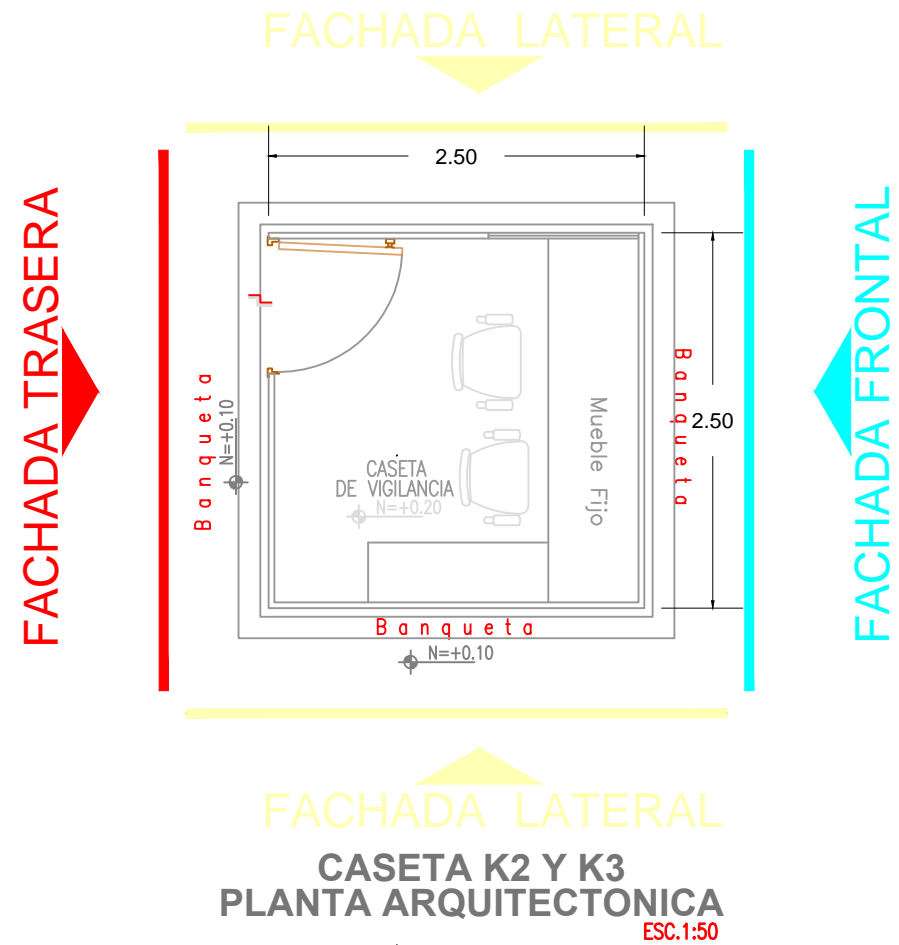 FACHADA LATERAL
2.50
FACHADA TRASERA
FACHADA FRONTAL
Banqueta
N=+0.10
Banqueta
2.50
Mueble Fijo
CASETA
DE VIGILANCIA
N=+0.20
Banqueta
N=+0.10
FACHADA LATERAL
CASETA K2 Y K3
PLANTA ARQUITECTONICA
ESC.1:50